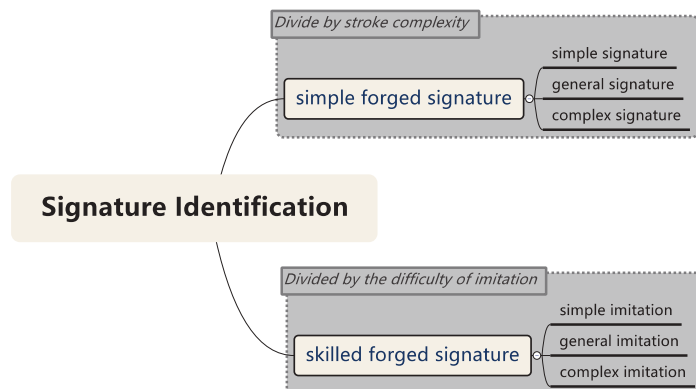 Divide by stroke complexity
simple signature
simple forged signature
general signature
complex signature
Signature Identification
Divided by the difficulty of imitation
simple imitation
skilled forged signature
general imitation
complex imitation